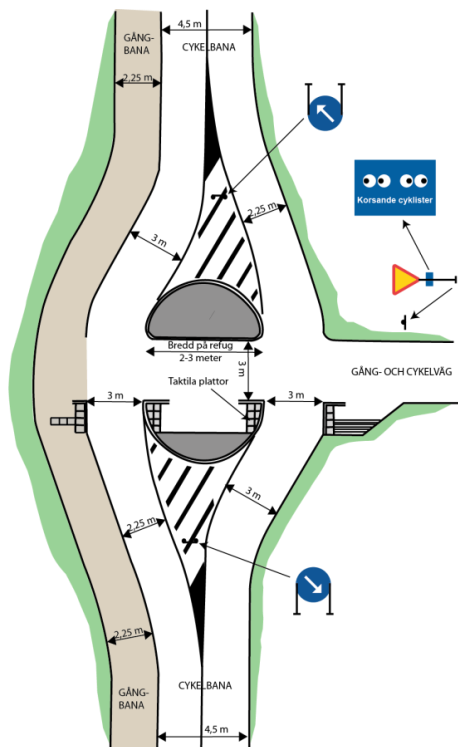 4,5 m
GÅNG-
BANA
CYKELBANA
2,25 m
2,25 m
Korsande cyklister
3 m
Bredd på refug
2-3 meter
3 m
GÅNG- OCH CYKELVÄG
Taktila plattor
3 m
3 m
3 m
2,25 m
2,25 m
GÅNG-
BANA
CYKELBANA
4,5 m